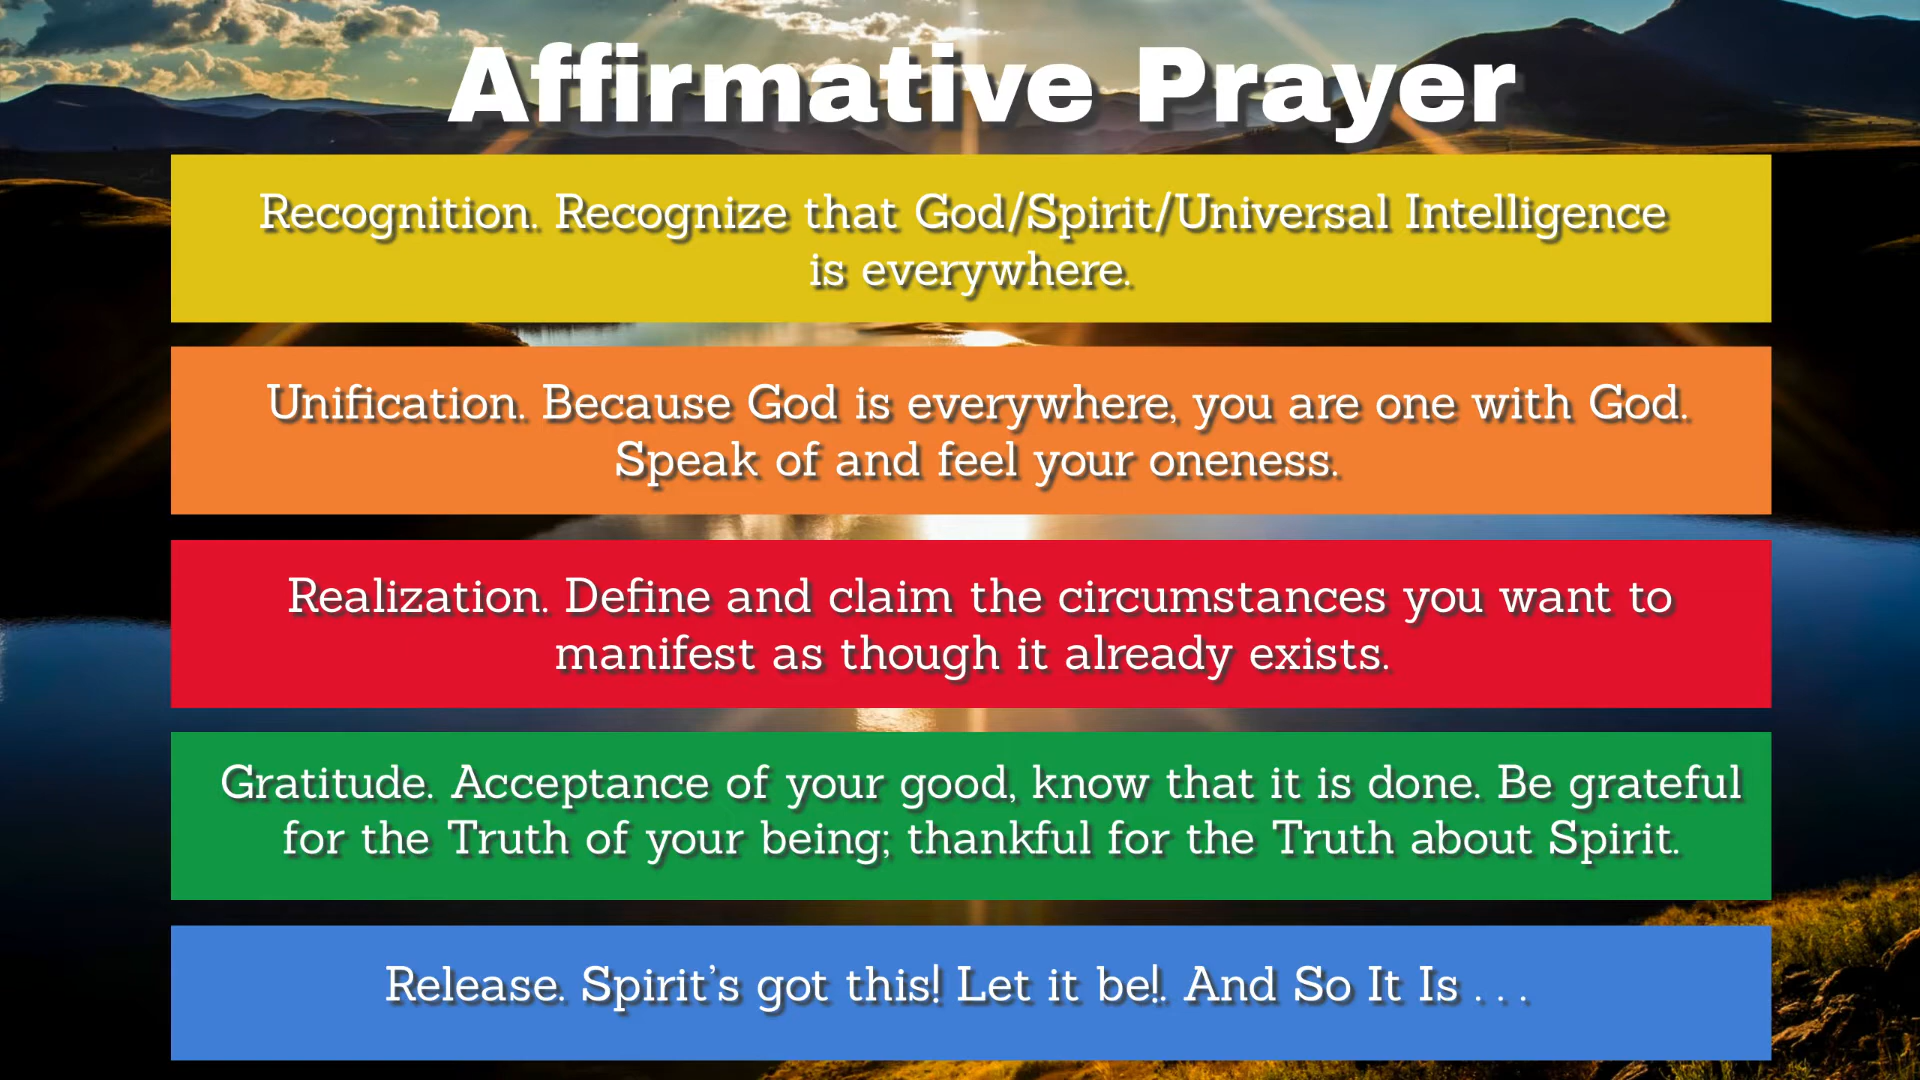 Affirmative Prayer
Recognition. Recognize that God/Spirit/Universal Intelligence
is everywhere.
Unification. Because God is everywhere, you are one with God.
Speak of and feel your oneness.
Realization. Define and claim the circumstances you want to
manifest as though it already exists.
Gratitude. Acceptance of your good, know that it is done. Be grateful
for the Truth of your being; thankful for the Truth about Spirit.
Release. Spirit’s got this! Let it be!. And So It Is . . .